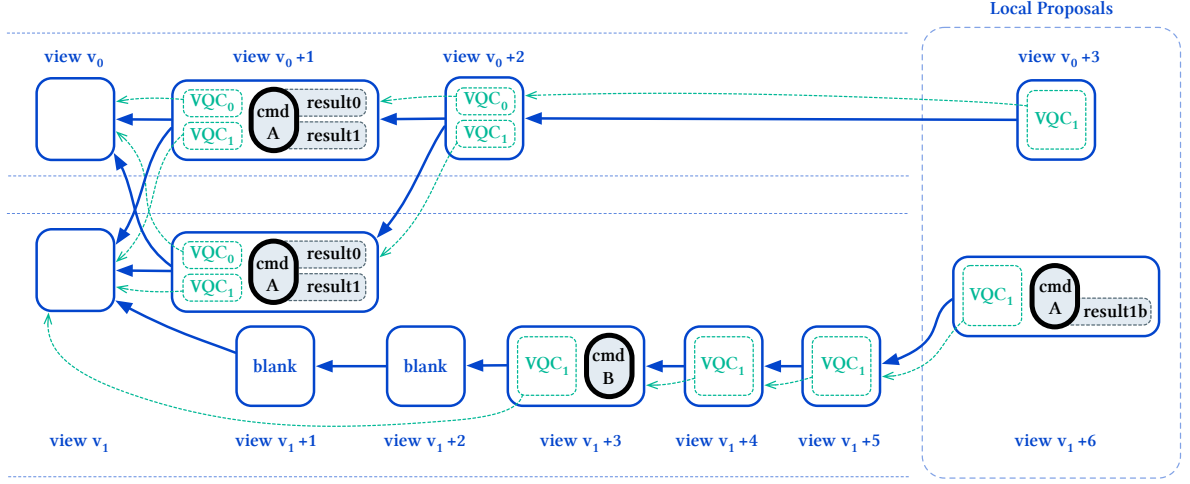 Local Proposals
view v0
view v0 +1
view v0 +2
view v0 +3
VQC0
VQC1
cmd
A
result0
result1
VQC0
VQC1
VQC1
VQC0
VQC1
cmd
A
result0
result1
VQC1
cmd
A
result1b
blank
blank
VQC1
cmd
B
VQC1
VQC1
view v1
view v1 +1
view v1 +2
view v1 +3
view v1 +4
view v1 +5
view v1 +6